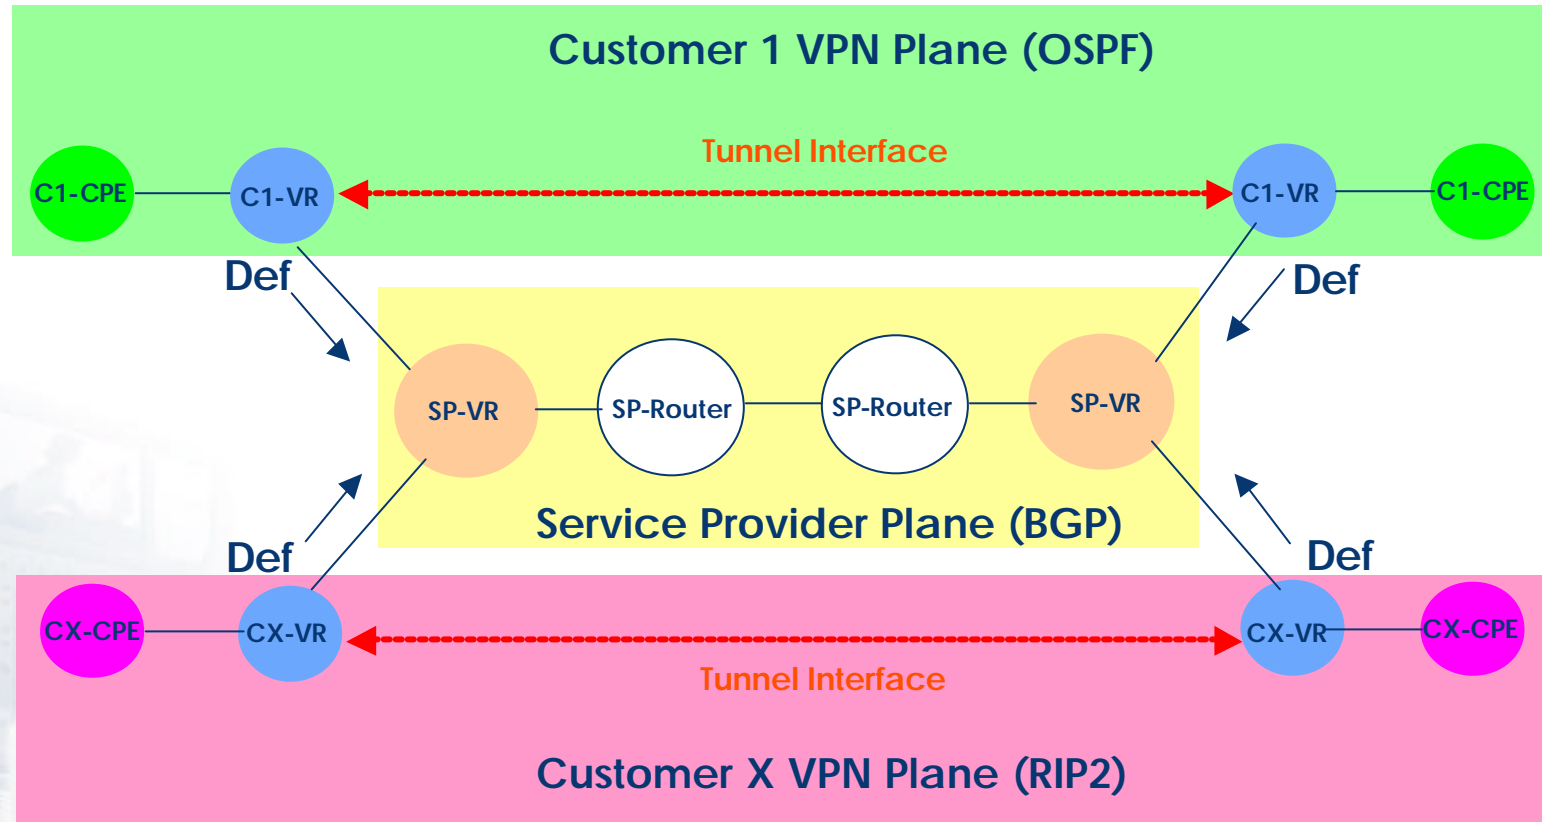 Customer 1 VPN Plane (OSPF)
Tunnel Interface
C1-CPE
C1-VR
C1-VR
C1-CPE
Def
Def
SP-VR
SP-Router
SP-Router
SP-VR
Service Provider Plane (BGP)
Def
Def
CX-CPE
CX-VR
CX-VR
CX-CPE
Tunnel Interface
Customer X VPN Plane (RIP2)